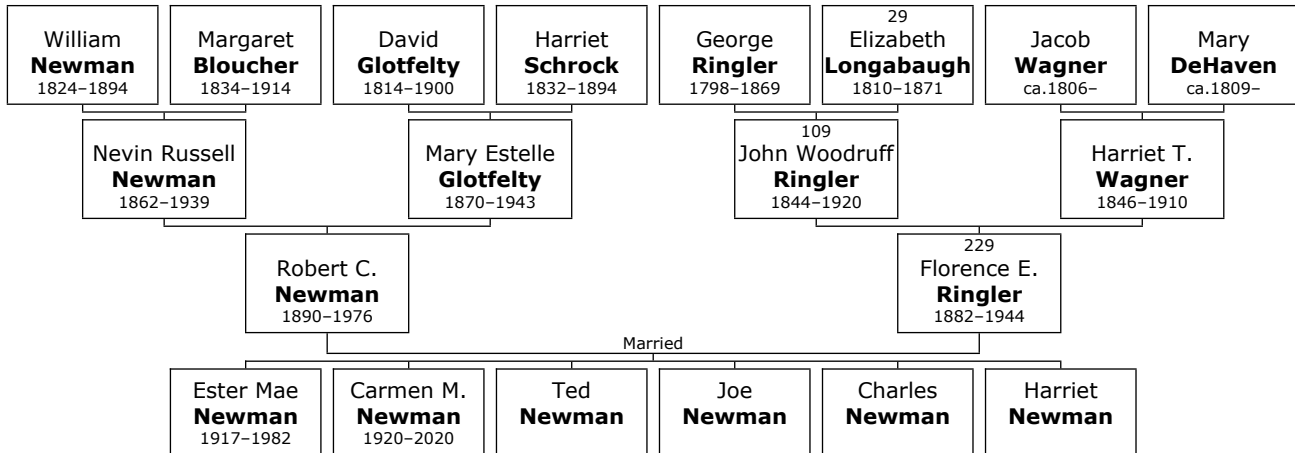 William
Newman
1824–1894
Margaret
Bloucher
1834–1914
David
Glotfelty
1814–1900
Harriet
Schrock
1832–1894
George
Ringler
1798–1869
29
Elizabeth
Longabaugh
1810–1871
Jacob
Wagner
ca.1806–
Mary
DeHaven
ca.1809–
Nevin Russell
Newman
1862–1939
Mary Estelle
Glotfelty
1870–1943
109
John Woodruff
Ringler
1844–1920
Harriet T.
Wagner
1846–1910
Robert C.
Newman
1890–1976
229
Florence E.
Ringler
1882–1944
Married
Ester Mae
Newman
1917–1982
Carmen M.
Newman
1920–2020
Ted
Newman
Joe
Newman
Charles
Newman
Harriet
Newman